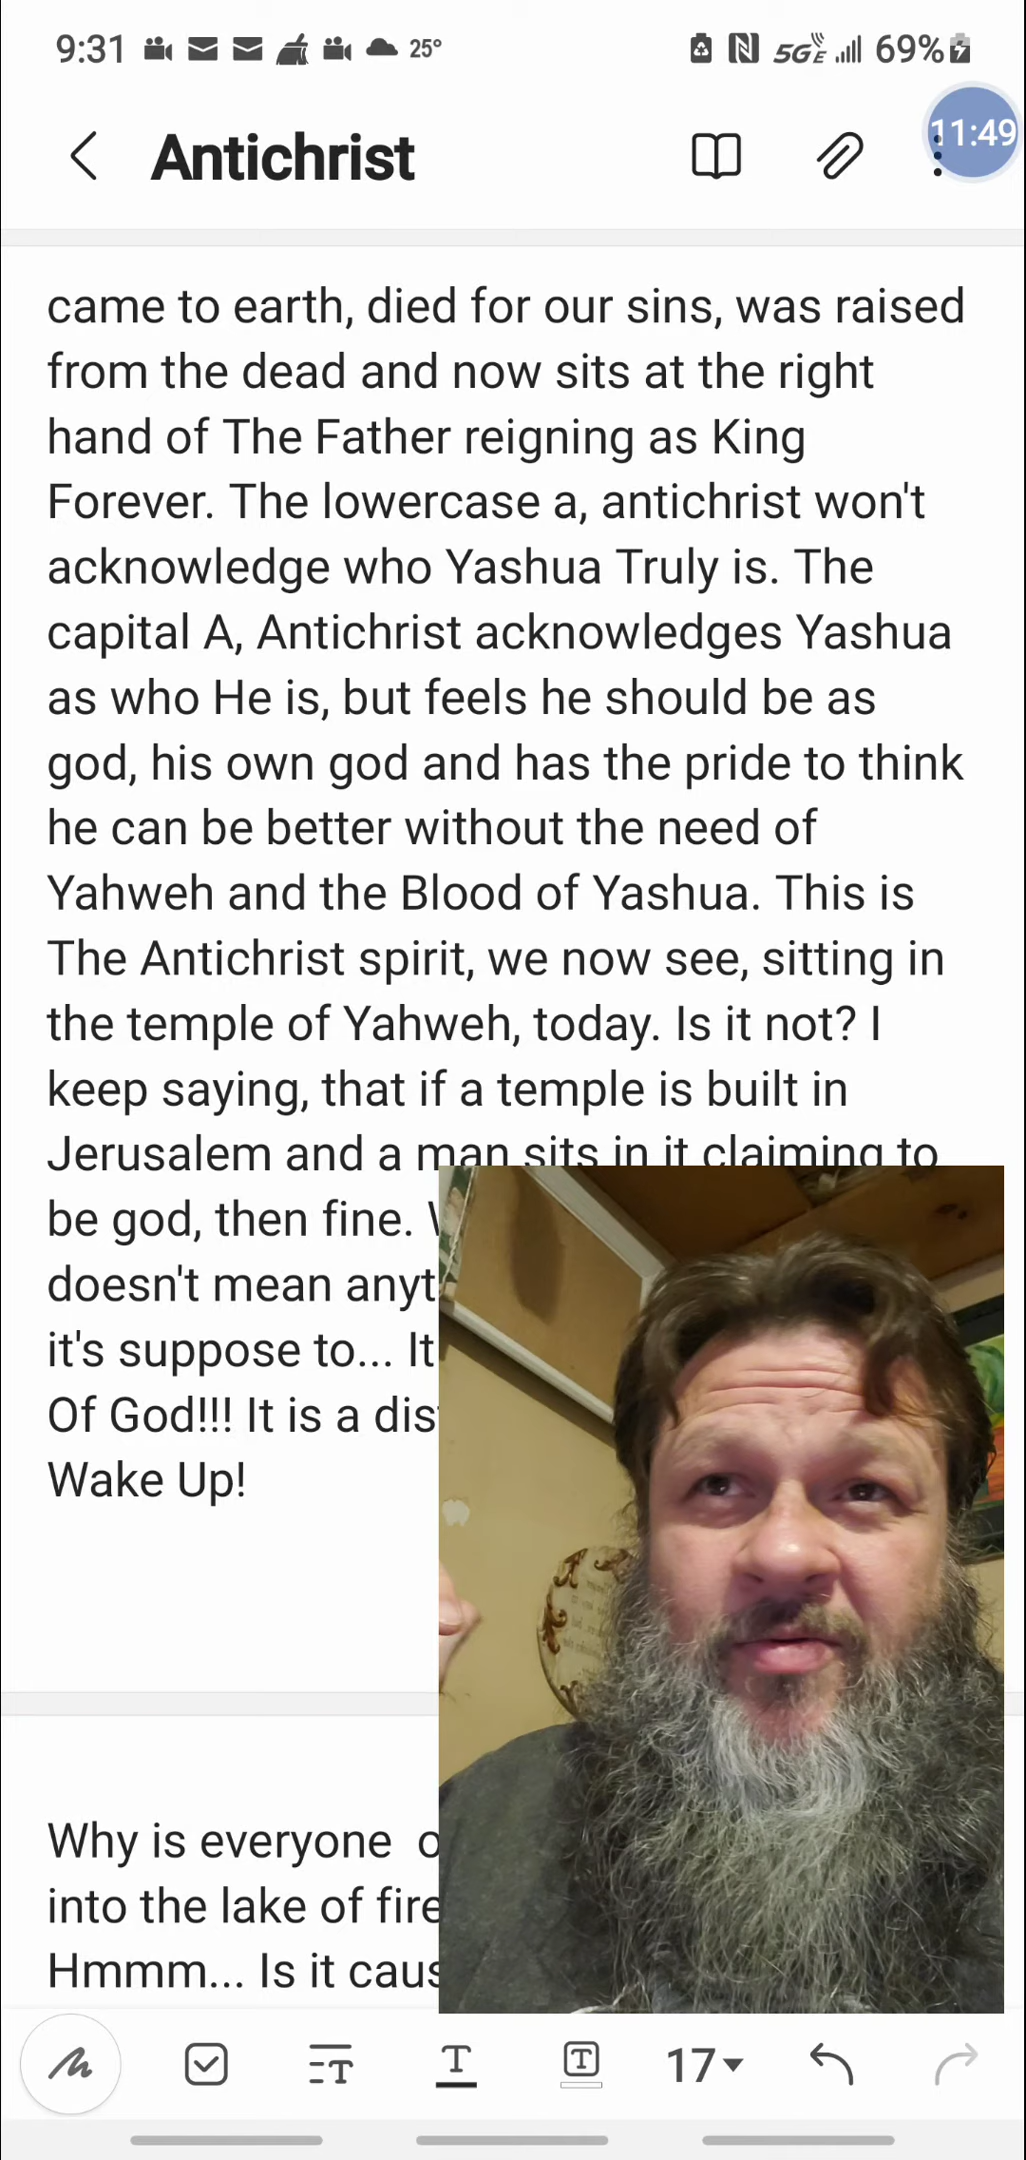 9:31 25° 5GE 69%
Antichrist
11:49
came to earth, died for our sins, was raised
from the dead and now sits at the right
hand of The Father reigning as King
Forever. The lowercase a, antichrist won't
acknowledge who Yashua Truly is. The
capital A, Antichrist acknowledges Yashua
as who He is, but feels he should be as
god, his own god and has the pride to think
he can be better without the need of
Yahweh and the Blood of Yashua. This is
The Antichrist spirit, we now see, sitting in
the temple of Yahweh, today. Is it not? I
keep saying, that if a temple is built in
Jerusalem and a man sits in it claiming to
be god, then fine.
doesn't mean
it's suppose to... It
Of God!!! It is a
Wake Up!
Why is everyone
into the lake of fire
Hmmm... Is it
17